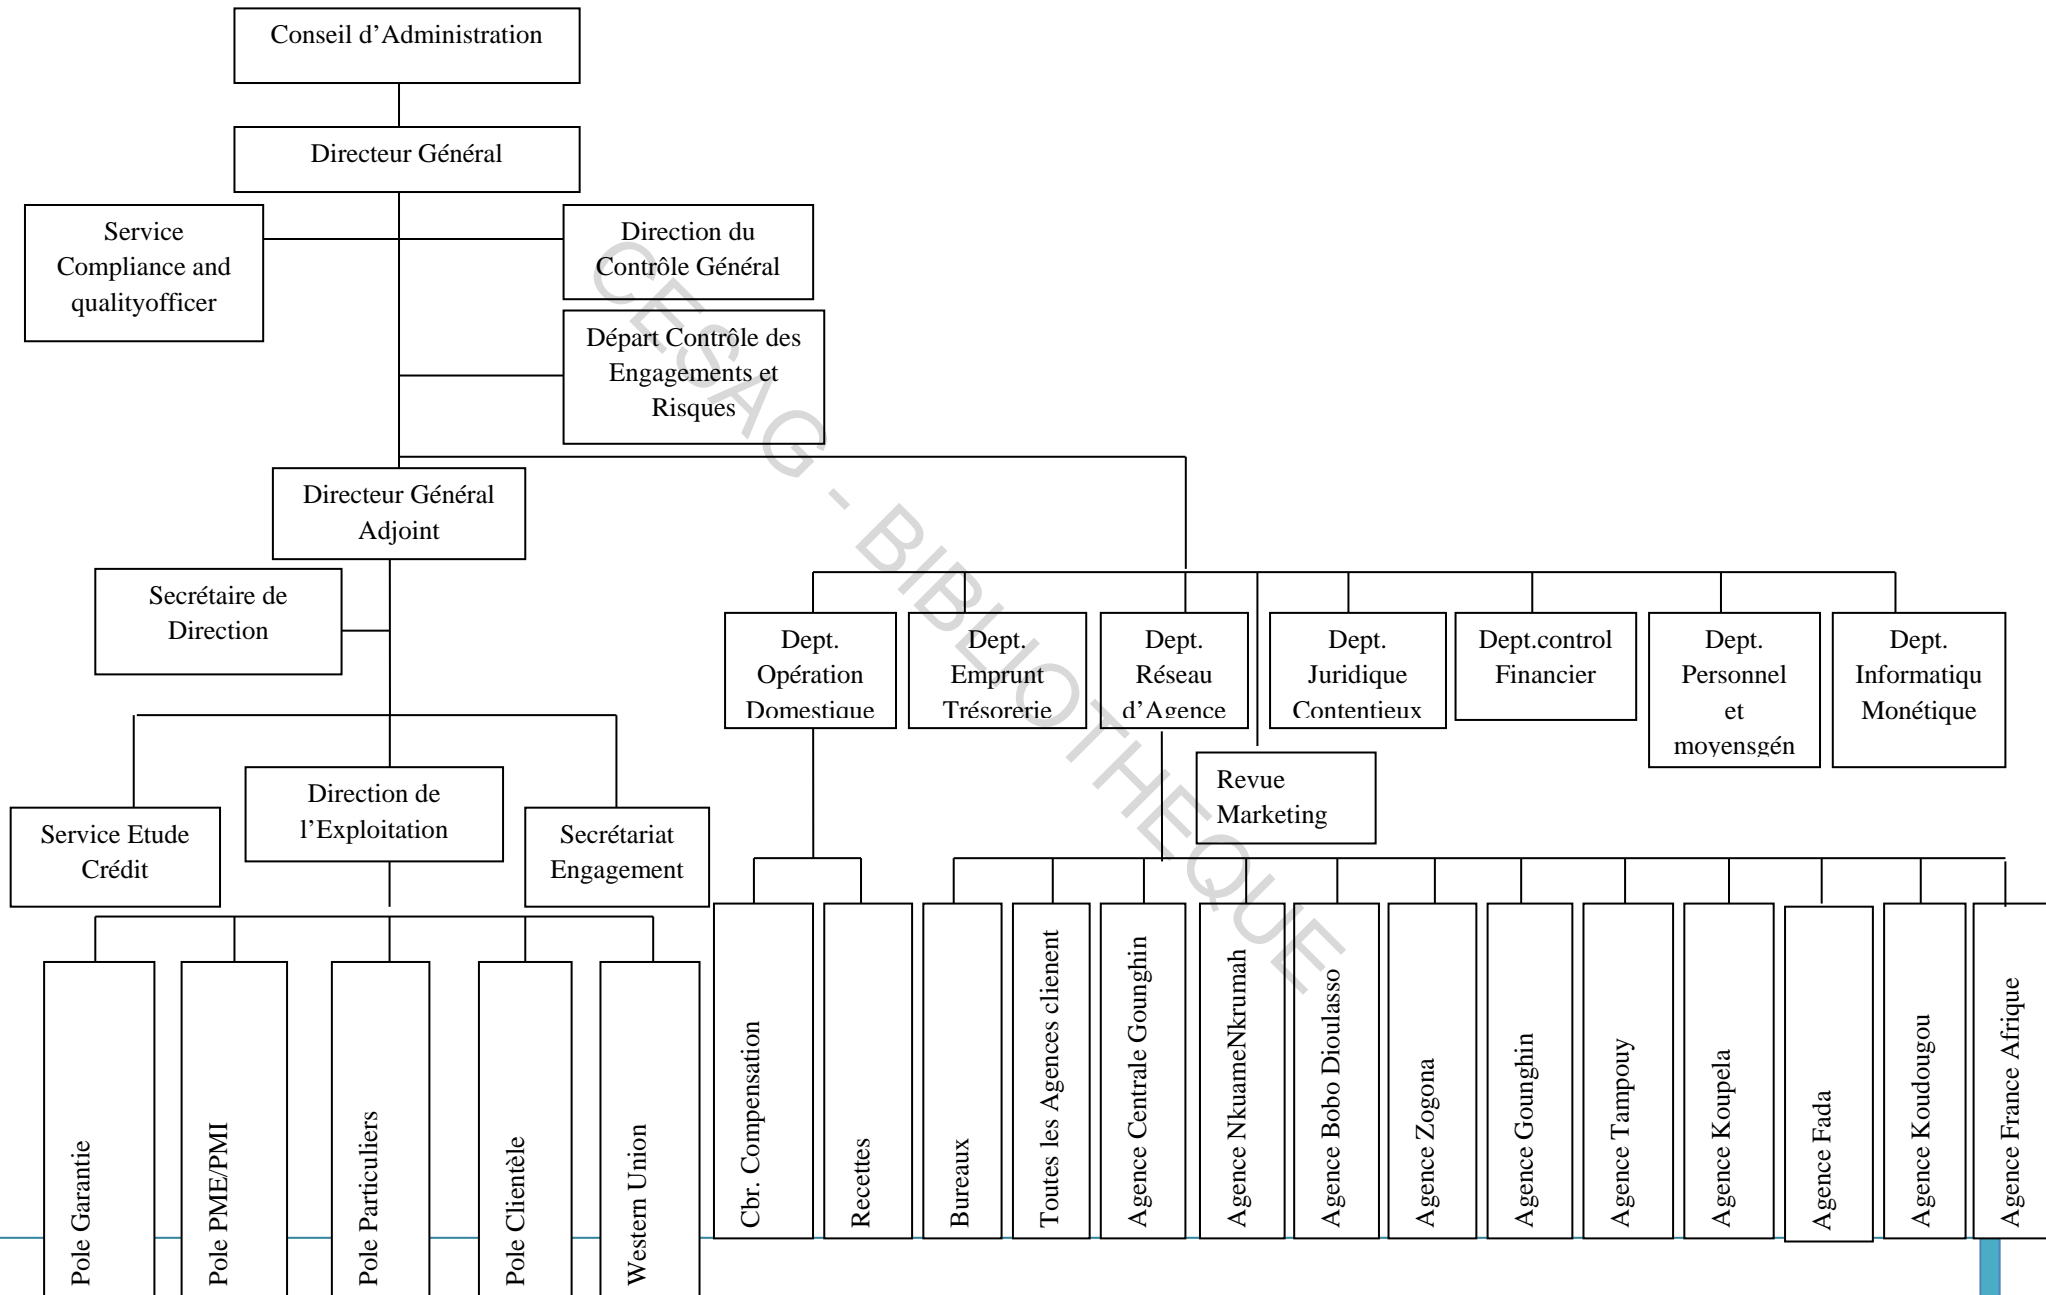 Conseil d’Administration
Directeur Général
Service
Compliance and
qualityofficer
Direction du
Contrôle Général
Départ Contrôle des
Engagements et
Risques
Directeur Général
Adjoint
Secrétaire de
Direction
Dept.
Opération
Domestique
Dept.
Emprunt
Trésorerie
Dept.
Réseau
d’Agence
Dept.
Juridique
Contentieux
Dept.control
Financier
Dept.
Personnel
et
moyensgén
Dept.
Informatiqu
Monétique
Revue
Marketing
Service Etude
Crédit
Direction de
l’Exploitation
Secrétariat
Engagement
Pole Garantie
Pole PME/PMI
Pole Particuliers
Pole Clientèle
Western Union
Cbr. Compensation
Recettes
Bureaux
Toutes les Agences clienent
Agence Centrale Gounghin
Agence NkuameNkrumah
Agence Bobo Dioulasso
Agence Zogona
Agence Gounghin
Agence Tampouy
Agence Koupela
Agence Fada
Agence Koudougou
Agence France Afrique
CESAG - BIBLIOTHEQUE